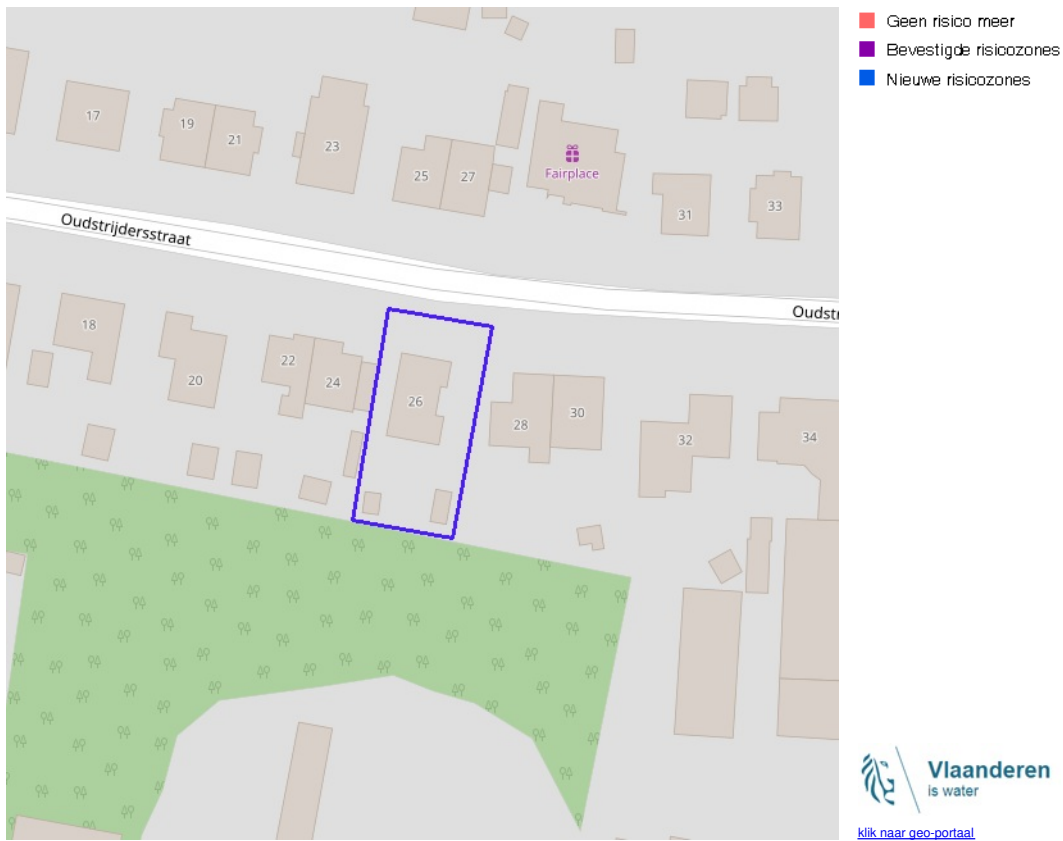 Geen risico meer
Bevestigde risicozones
Nieuwe risicozones
17
19
21
23
25
27
Fairplace
31
33
Oudstrijdersstraat
Oudstr
18
20
22
24
26
28
30
32
34
Vlaanderen
is water
klik naar geo-portaal